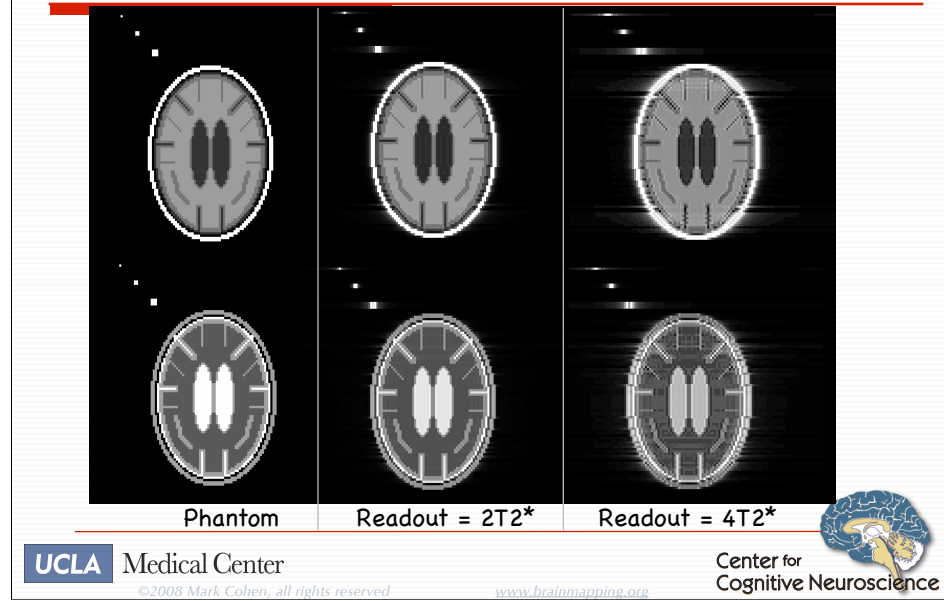 Phantom
Readout = 2T2*
Readout = 4T2*
UCLA Medical Center
Center for
Cognitive Neuroscience
©2008 Mark Cohen, all rights reserved
www.brainmapping.org